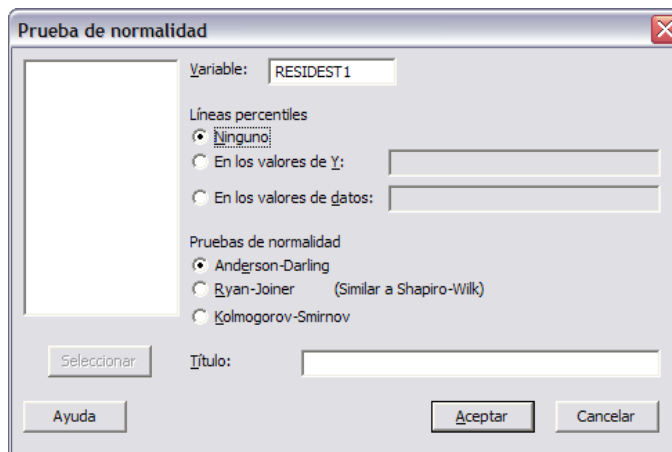 Prueba de normalidad
Variable: RESIDEST1
Líneas percentiles
Ninguno
En los valores de Y:
En los valores de datos:
Pruebas de normalidad
Anderson-Darling
Ryan-Joiner (Similar a Shapiro-Wilk)
Kolmogorov-Smirnov
Seleccionar
Título:
Ayuda
Aceptar
Cancelar